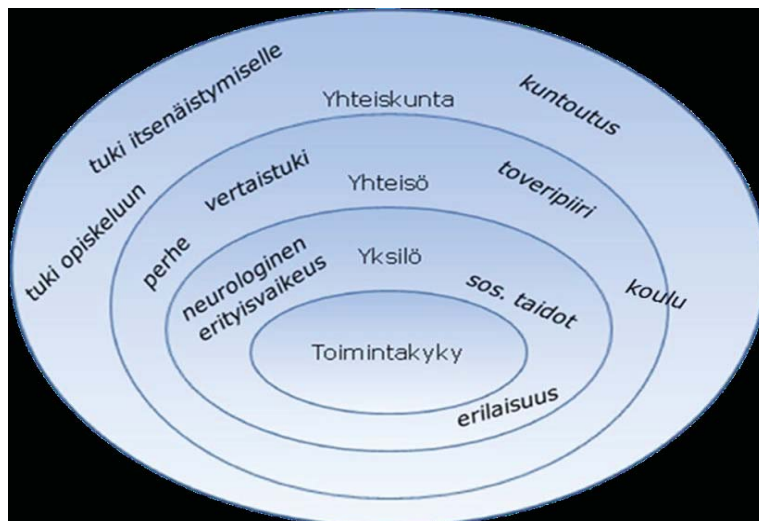 tuki itsenäistymiselle
Yhteiskunta
kuntoutus
tuki opiskeluun
vertaistuki
Yhteisö
toveripiiri
perhe
neurologinen
erityisvaikeus
Yksilö
sos. taidot
koulu
Toimintakyky
erilaisuus